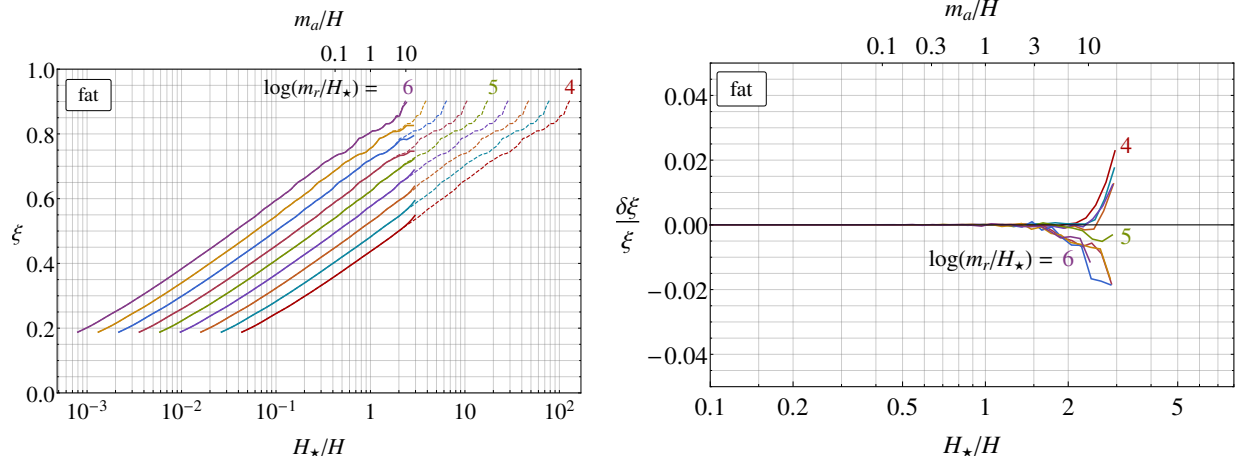 m_a/H
0.1 1 10
fat
log(m_r/H_⋆) = 6 5 4
1.0
0.8
0.6
0.4
0.2
0.0
ξ
10^−3 10^−2 10^−1 1 10 10^2
H_⋆/H
m_a/H
0.1 0.3 1 3 10
fat
0.04
0.02
0.00
−0.02
−0.04
δξ/ξ
4
5
log(m_r/H_⋆) = 6
0.1 0.5 1 2 5
H_⋆/H